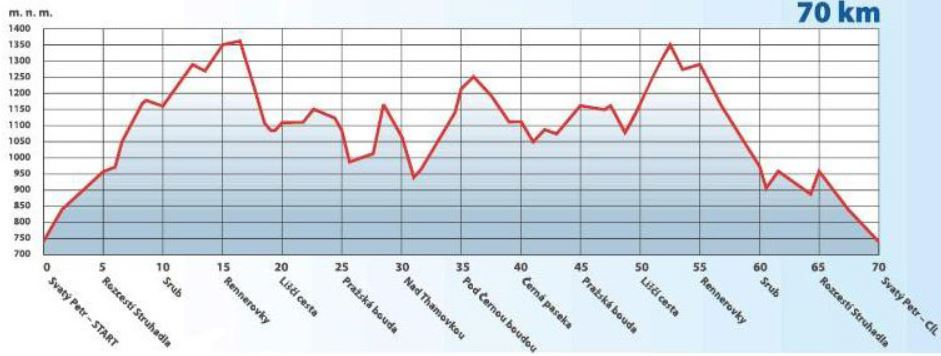 m. n. m.
70 km
1400
1350
1300
1250
1200
1150
1100
1050
1000
950
900
850
800
750
700
0 5 10 15 20 25 30 35 40 45 50 55 60 65 70
Svatý Petr – START
Rozcestí Struhadla
Srub
Rennerovky
Liščí cesta
Pražská bouda
Nad Thamovkou
Pod Černou boudou
Černá paseka
Pražská bouda
Liščí cesta
Rennerovky
Srub
Rozcestí Struhadla
Svatý Petr – CÍL